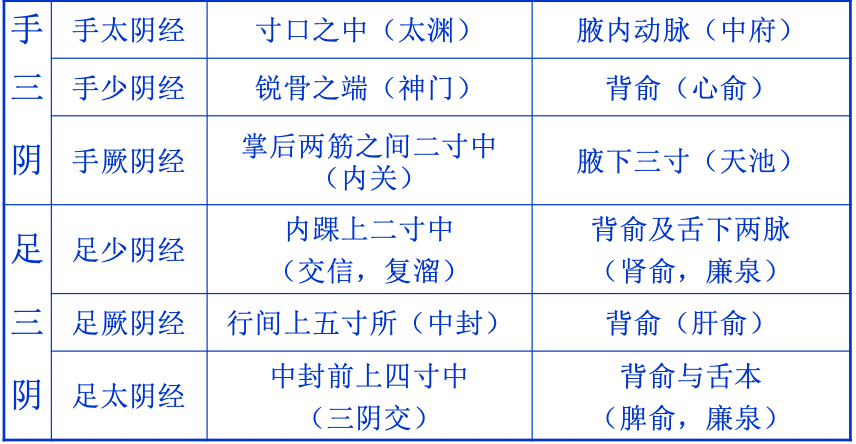 手三阴
手太阴经 寸口之中（太渊） 腋内动脉（中府）
手少阴经 锐骨之端（神门） 背俞（心俞）
手厥阴经 掌后两筋之间二寸中
（内关） 腋下三寸（天池）
足三阴
足少阴经 内踝上二寸中
（交信，复溜） 背俞及舌下两脉
（肾俞，廉泉）
足厥阴经 行间上五寸所（中封） 背俞（肝俞）
足太阴经 中封前上四寸中
（三阴交） 背俞与舌本
（脾俞，廉泉）